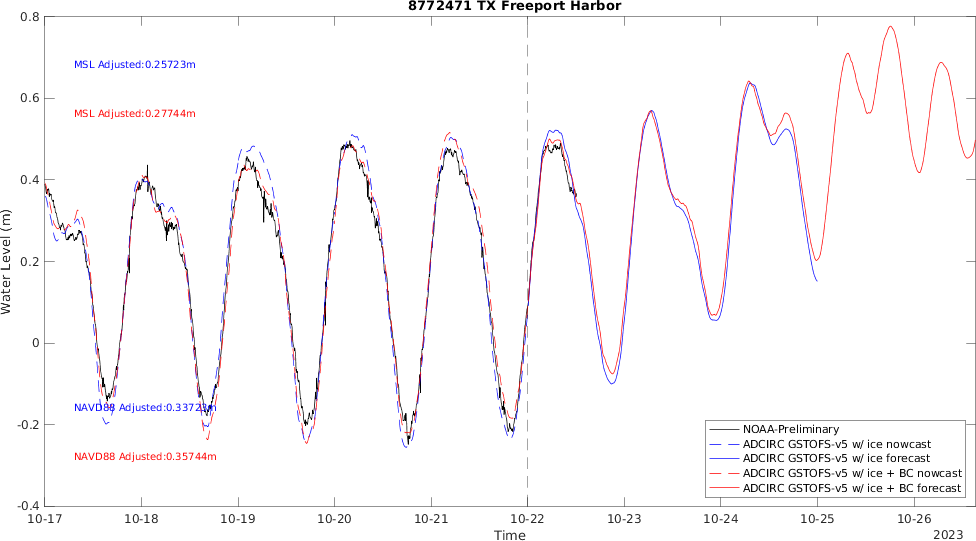 8772471 TX Freeport Harbor
0.8
MSL Adjusted:0.25723m
0.6
MSL Adjusted:0.27744m
0.4
0.2
Water Level (m)
0
NAVD88 Adjusted:0.33723m
-0.2
NAVD88 Adjusted:0.35744m
-0.4
NOAA-Preliminary
ADCIRC GSTOFS-v5 w/ ice nowcast
ADCIRC GSTOFS-v5 w/ ice forecast
ADCIRC GSTOFS-v5 w/ ice + BC nowcast
ADCIRC GSTOFS-v5 w/ ice + BC forecast
10-17 10-18 10-19 10-20 10-21 10-22 10-23 10-24 10-25 10-26
Time
2023